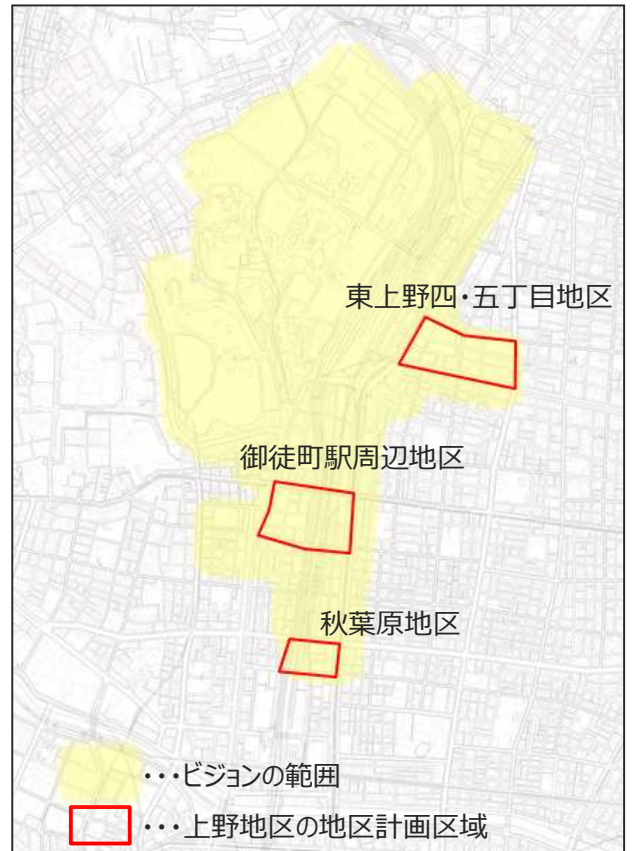 東上野四・五丁目地区
御徒町駅周辺地区
秋葉原地区
・・・ビジョンの範囲
・・・上野地区の地区計画区域